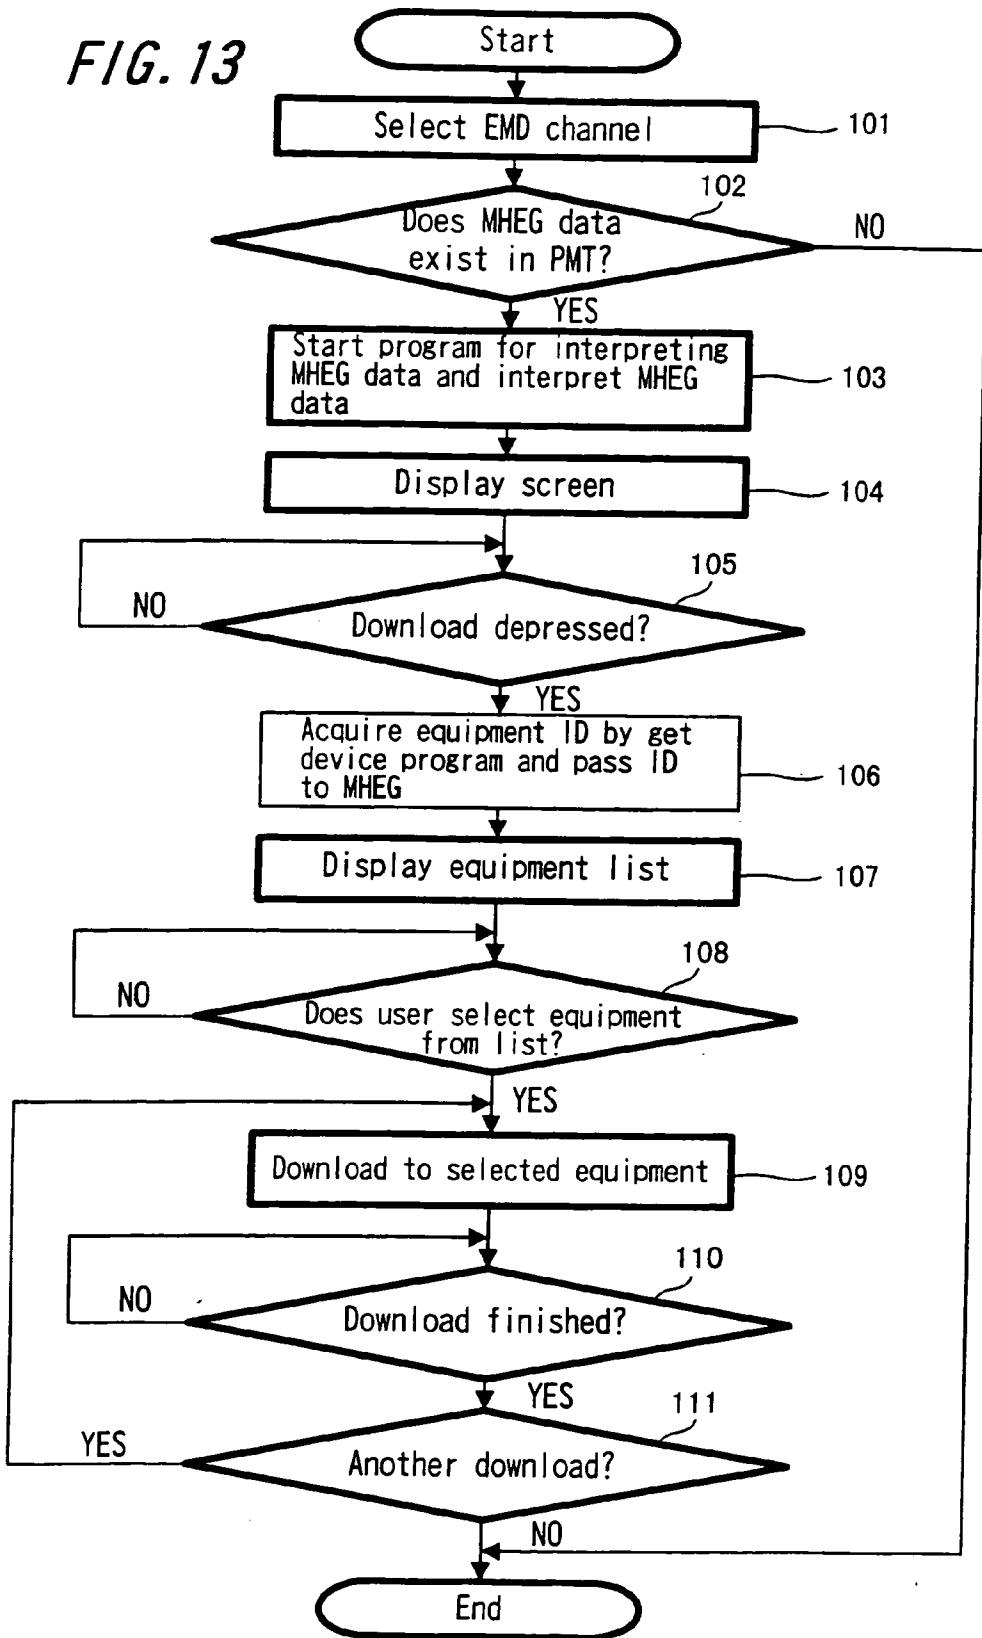 FIG. 13
Start
Select EMD channel
101
102
Does MHEG data
exist in PMT?
NO
YES
Start program for interpreting
MHEG data and interpret MHEG
data
103
Display screen
104
105
NO
Download depressed?
YES
Acquire equipment ID by get
device program and pass ID
to MHEG
106
Display equipment list
107
108
NO
Does user select equipment
from list?
YES
Download to selected equipment
109
110
NO
Download finished?
YES
111
YES
Another download?
NO
End